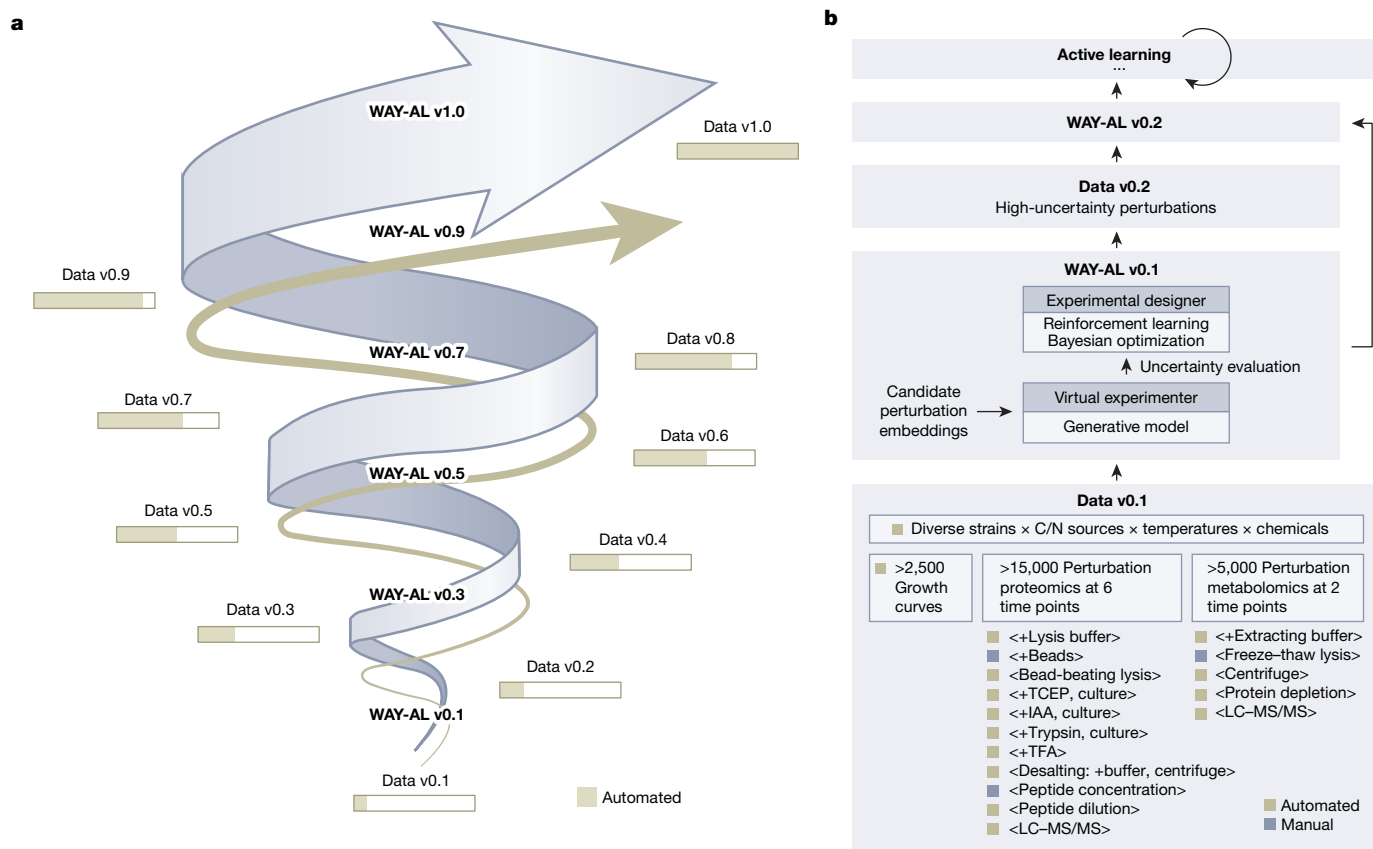 a
WAY-AL v1.0
Data v1.0
WAY-AL v0.9
Data v0.9
Data v0.8
WAY-AL v0.7
Data v0.7
Data v0.6
WAY-AL v0.5
Data v0.5
Data v0.4
WAY-AL v0.3
Data v0.3
Data v0.2
WAY-AL v0.1
Data v0.1
Automated
b
Active learning
...
WAY-AL v0.2
Data v0.2
High-uncertainty perturbations
WAY-AL v0.1
Experimental designer
Reinforcement learning
Bayesian optimization
Uncertainty evaluation
Candidate
perturbation
embeddings
Virtual experimenter
Generative model
Data v0.1
Diverse strains × C/N sources × temperatures × chemicals
>2,500
Growth
curves
>15,000 Perturbation
proteomics at 6
time points
>5,000 Perturbation
metabolomics at 2
time points
<+Lysis buffer>
<+Beads>
<Bead-beating lysis>
<+TCEP, culture>
<+IAA, culture>
<+Trypsin, culture>
<+TFA>
<Desalting: +buffer, centrifuge>
<Peptide concentration>
<Peptide dilution>
<LC–MS/MS>
<+Extracting buffer>
<Freeze–thaw lysis>
<Centrifuge>
<Protein depletion>
<LC–MS/MS>
Automated
Manual